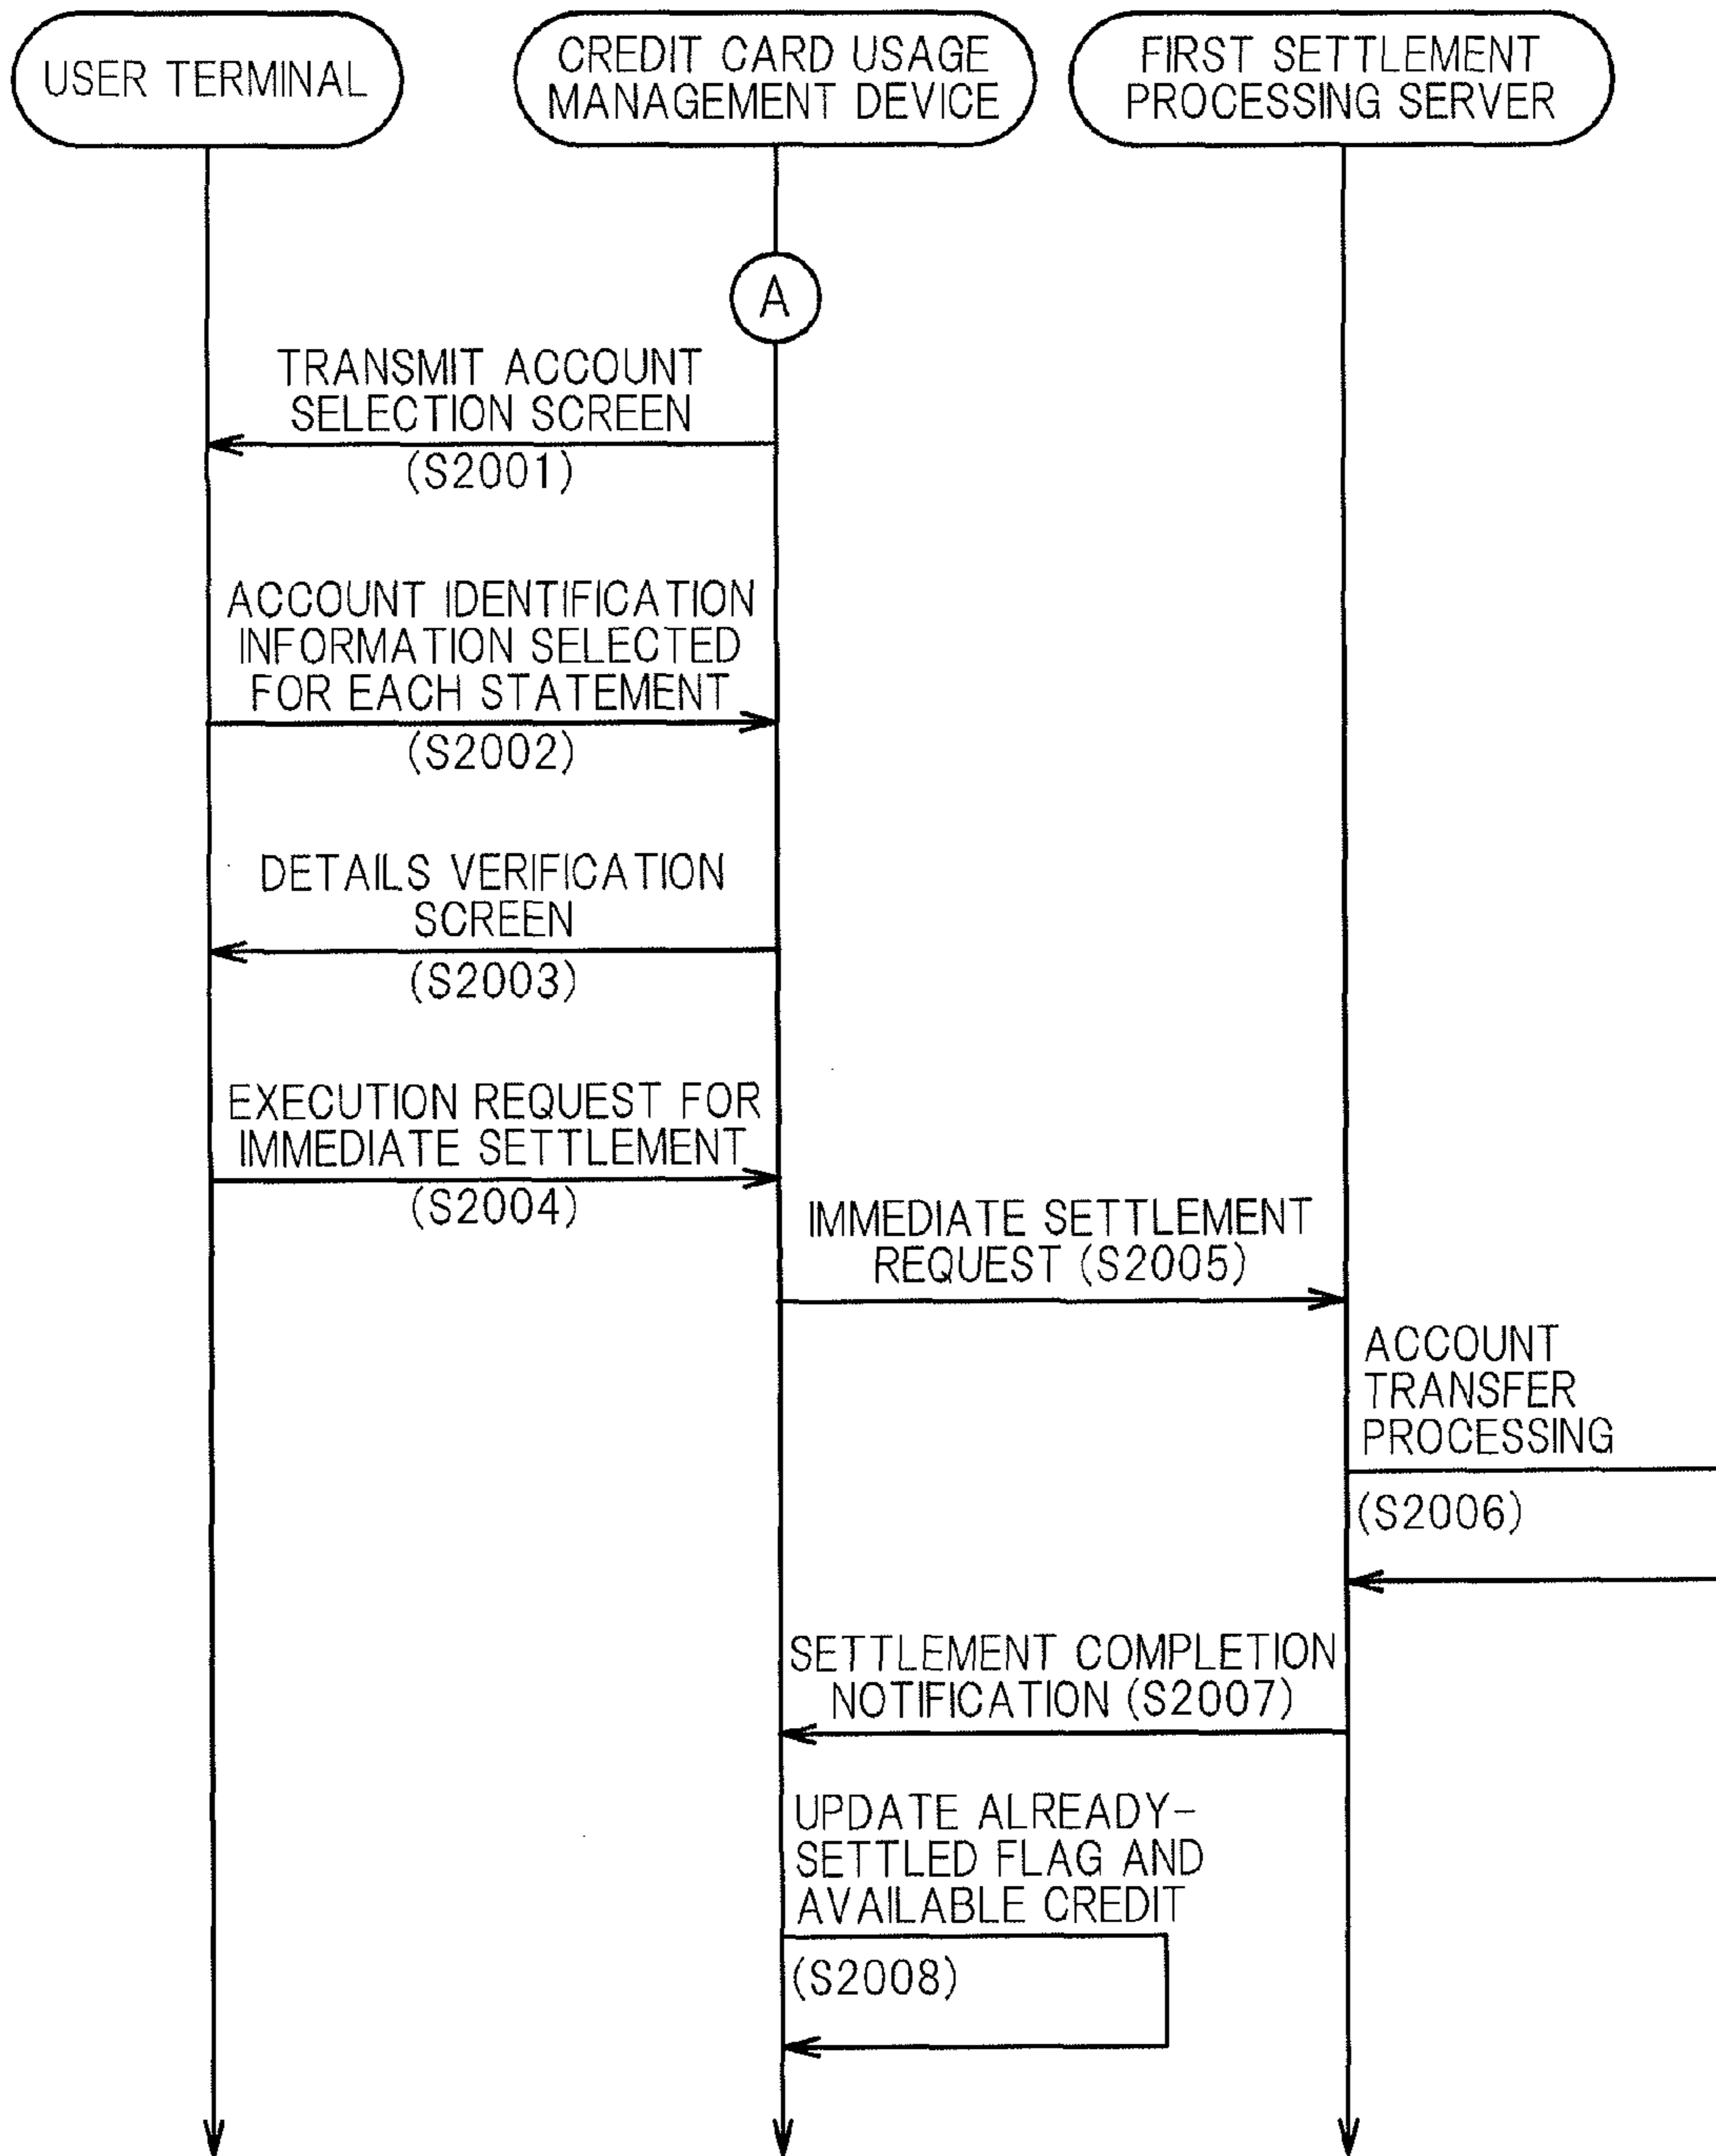 USER TERMINAL
CREDIT CARD USAGE
MANAGEMENT DEVICE
FIRST SETTLEMENT
PROCESSING SERVER
A
TRANSMIT ACCOUNT
SELECTION SCREEN
(S2001)
ACCOUNT IDENTIFICATION
INFORMATION SELECTED
FOR EACH STATEMENT
(S2002)
DETAILS VERIFICATION
SCREEN
(S2003)
EXECUTION REQUEST FOR
IMMEDIATE SETTLEMENT
(S2004)
IMMEDIATE SETTLEMENT
REQUEST (S2005)
ACCOUNT
TRANSFER
PROCESSING
(S2006)
SETTLEMENT COMPLETION
NOTIFICATION (S2007)
UPDATE ALREADY-
SETTLED FLAG AND
AVAILABLE CREDIT
(S2008)